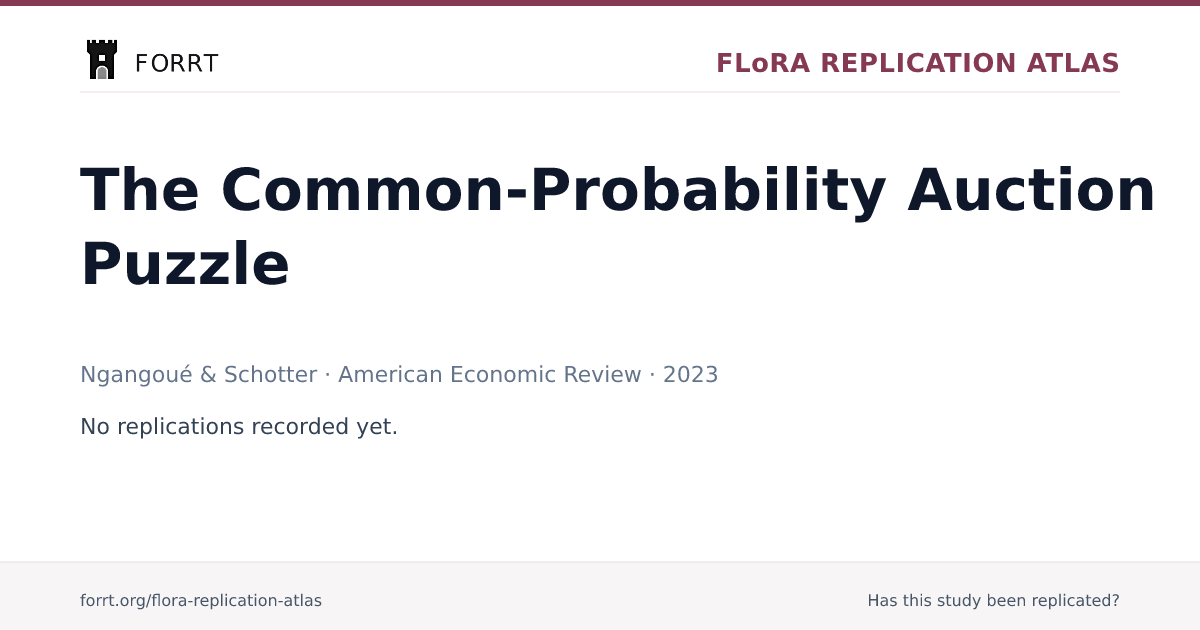 FORRT
FLoRA REPLICATION ATLAS
The Common-Probability Auction
Puzzle
Ngangoué & Schotter · American Economic Review · 2023
No replications recorded yet.
forrt.org/flora-replication-atlas
Has this study been replicated?